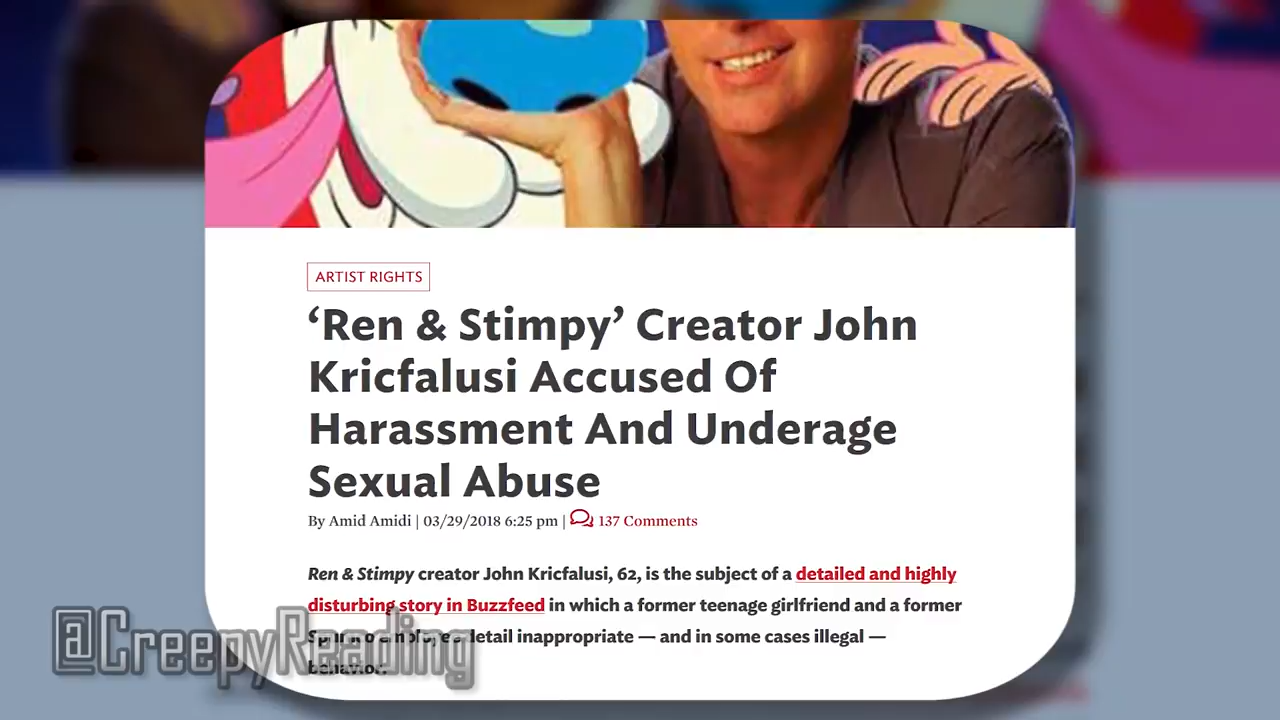 ARTIST RIGHTS
‘Ren & Stimpy’ Creator John
Kricfalusi Accused Of
Harassment And Underage
Sexual Abuse
By Amid Amidi | 03/29/2018 6:25 pm | 137 Comments
Ren & Stimpy creator John Kricfalusi, 62, is the subject of a detailed and highly
disturbing story in Buzzfeed in which a former teenage girlfriend and a former
detail inappropriate — and in some cases illegal —
behavior.
@CreepyReading